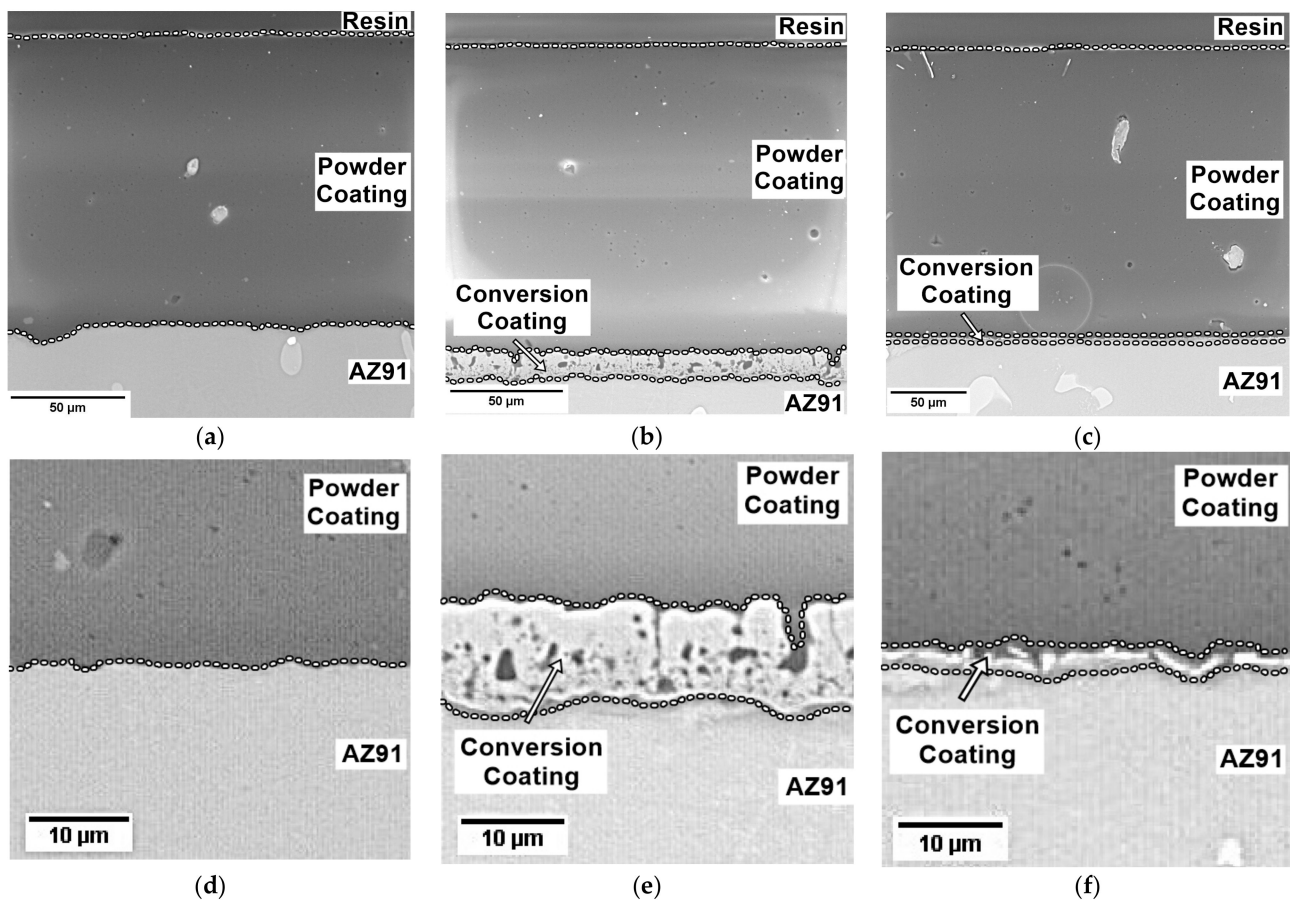 Resin
Powder
Coating
AZ91
50 µm
(a)
Resin
Powder
Coating
Conversion
Coating
50 µm
AZ91
(b)
Resin
Powder
Coating
Conversion
Coating
AZ91
50 µm
(c)
Powder
Coating
AZ91
10 µm
(d)
Powder
Coating
Conversion
Coating
AZ91
10 µm
(e)
Powder
Coating
Conversion
Coating
AZ91
10 µm
(f)